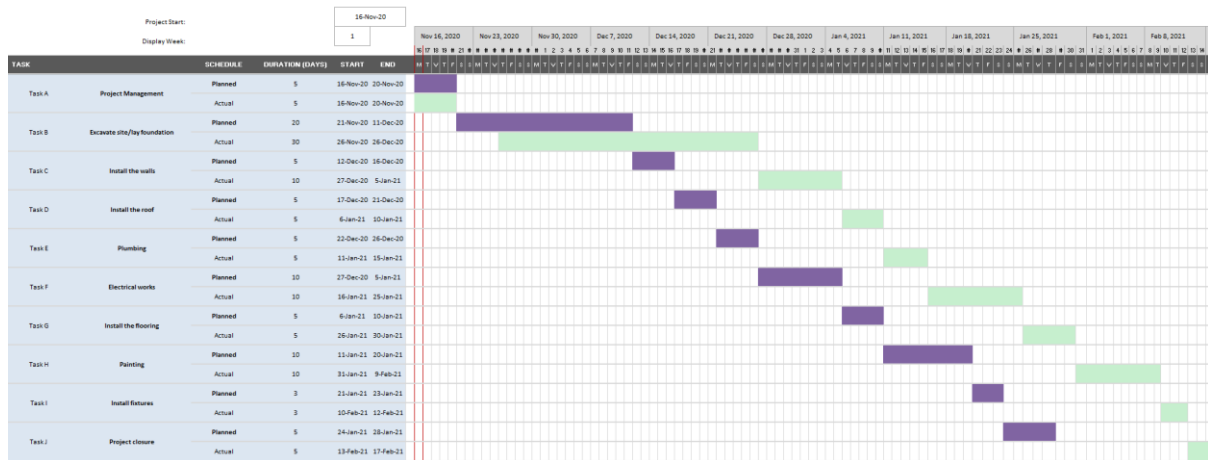 Project Start: 16-Nov-20
Display Week: 1
Nov 16, 2020 Nov 23, 2020 Nov 30, 2020 Dec 7, 2020 Dec 14, 2020 Dec 21, 2020 Dec 28, 2020 Jan 4, 2021 Jan 11, 2021 Jan 18, 2021 Jan 25, 2021 Feb 1, 2021 Feb 8, 2021
TASK SCHEDULE DURATION (DAYS) START END
Planned 5 16-Nov-20 20-Nov-20
Task A Project Management
Actual 5 16-Nov-20 20-Nov-20
Planned 20 21-Nov-20 11-Dec-20
Task B Excavate site/lay foundation
Actual 30 26-Nov-20 26-Dec-20
Planned 5 12-Dec-20 16-Dec-20
Task C Install the walls
Actual 10 27-Dec-20 5-Jan-21
Planned 5 17-Dec-20 21-Dec-20
Task D Install the roof
Actual 5 6-Jan-21 10-Jan-21
Planned 5 22-Dec-20 26-Dec-20
Task E Plumbing
Actual 5 11-Jan-21 15-Jan-21
Planned 10 27-Dec-20 5-Jan-21
Task F Electrical works
Actual 10 16-Jan-21 25-Jan-21
Planned 5 6-Jan-21 10-Jan-21
Task G Install the flooring
Actual 5 26-Jan-21 30-Jan-21
Planned 10 11-Jan-21 20-Jan-21
Task H Painting
Actual 10 31-Jan-21 9-Feb-21
Planned 3 21-Jan-21 23-Jan-21
Task I Install fixtures
Actual 3 10-Feb-21 12-Feb-21
Planned 5 24-Jan-21 28-Jan-21
Task J Project closure
Actual 5 13-Feb-21 17-Feb-21